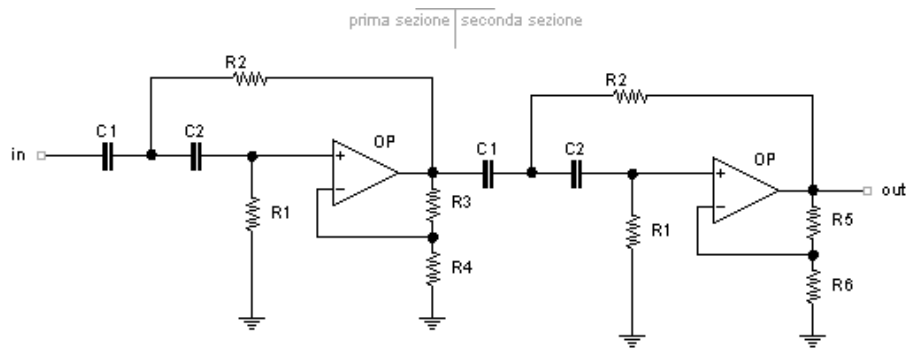 prima sezione seconda sezione
R2
R2
C1 C2
OP
in
C1 C2
OP
+
-
R1
R3
R4
+
-
out
R1
R5
R6